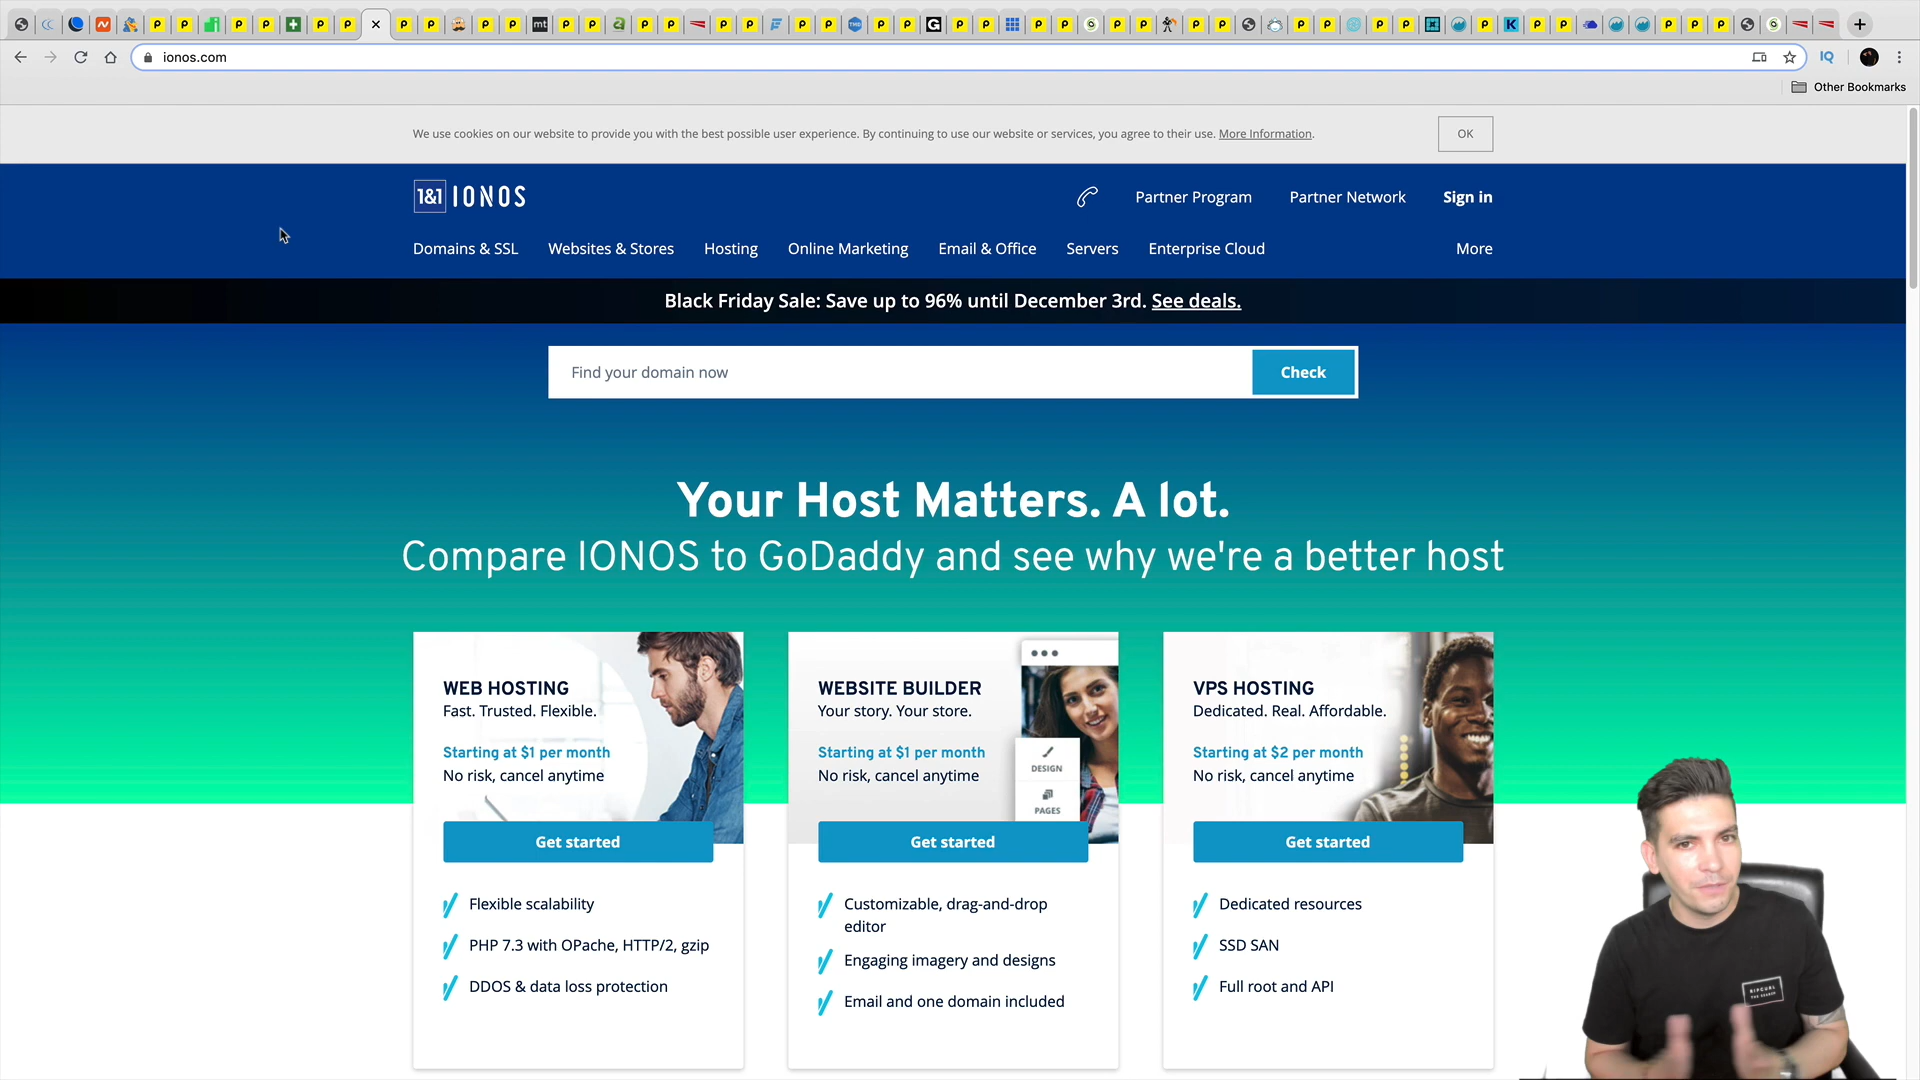 ionos.com
IQ
Other Bookmarks
We use cookies on our website to provide you with the best possible user experience. By continuing to use our website or services, you agree to their use. More Information.
OK
1&1 IONOS
Partner Program
Partner Network
Sign in
Domains & SSL
Websites & Stores
Hosting
Online Marketing
Email & Office
Servers
Enterprise Cloud
More
Black Friday Sale: Save up to 96% until December 3rd. See deals.
Find your domain now
Check
Your Host Matters. A lot.
Compare IONOS to GoDaddy and see why we're a better host
WEB HOSTING
Fast. Trusted. Flexible.
Starting at $1 per month
No risk, cancel anytime
Get started
Flexible scalability
PHP 7.3 with OPache, HTTP/2, gzip
DDOS & data loss protection
WEBSITE BUILDER
Your story. Your store.
Starting at $1 per month
No risk, cancel anytime
DESIGN
PAGES
Get started
Customizable, drag-and-drop
editor
Engaging imagery and designs
Email and one domain included
VPS HOSTING
Dedicated. Real. Affordable.
Starting at $2 per month
No risk, cancel anytime
Get started
Dedicated resources
SSD SAN
Full root and API
RIPCURL
THE SEARCH